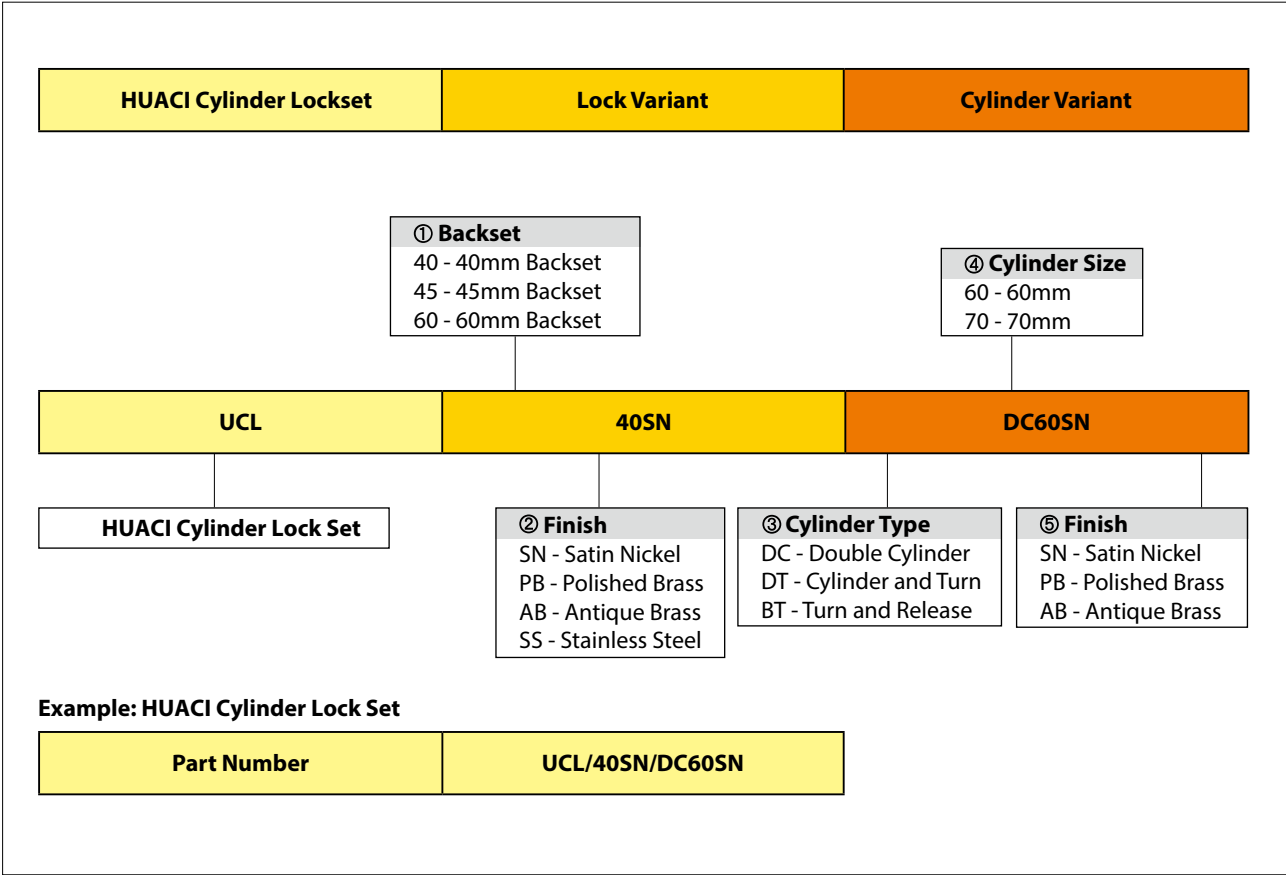 HUACI Cylinder Lockset Lock Variant Cylinder Variant
① Backset
40 - 40mm Backset
45 - 45mm Backset
60 - 60mm Backset
④ Cylinder Size
60 - 60mm
70 - 70mm
UCL 40SN DC60SN
HUACI Cylinder Lock Set
② Finish
SN - Satin Nickel
PB - Polished Brass
AB - Antique Brass
SS - Stainless Steel
③ Cylinder Type
DC - Double Cylinder
DT - Cylinder and Turn
BT - Turn and Release
⑤ Finish
SN - Satin Nickel
PB - Polished Brass
AB - Antique Brass
Example: HUACI Cylinder Lock Set
Part Number UCL/40SN/DC60SN